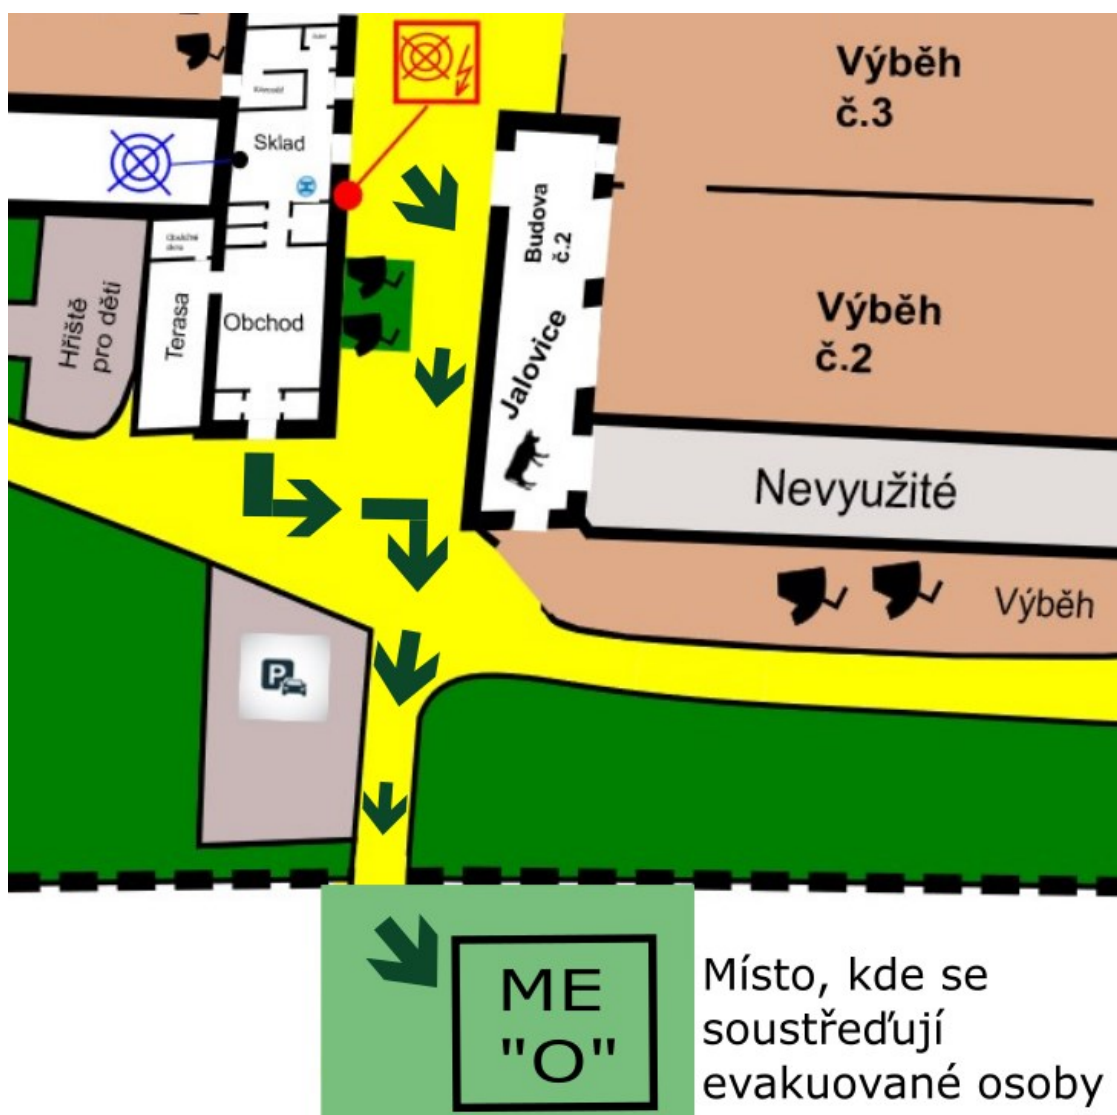 Výběh
č.3
Sklad
Budova
č.2
Hřiště
pro děti
Terasa
Obchod
Jalovice
Výběh
č.2
Nevyužité
Výběh
P
ME
"O"
Místo, kde se
soustřeďují
evakuované osoby